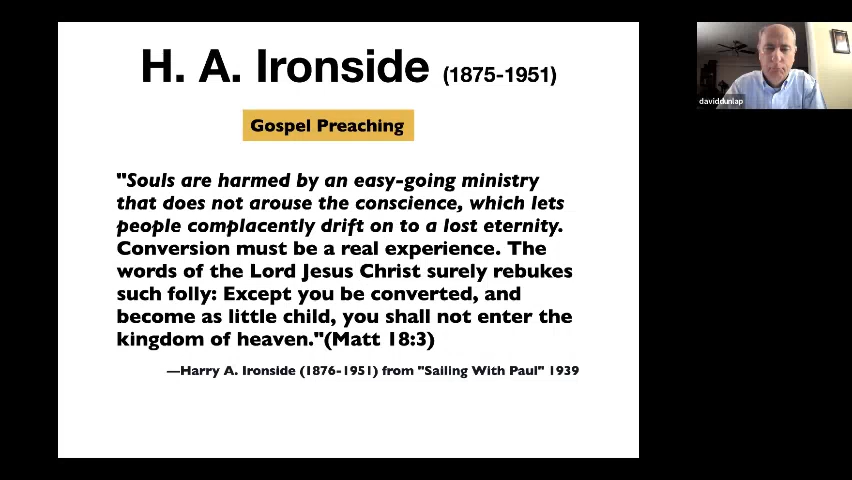 H. A. Ironside (1875-1951)
Gospel Preaching
"Souls are harmed by an easy-going ministry
that does not arouse the conscience, which lets
people complacently drift on to a lost eternity.
Conversion must be a real experience. The
words of the Lord Jesus Christ surely rebukes
such folly: Except you be converted, and
become as little child, you shall not enter the
kingdom of heaven."(Matt 18:3)
—Harry A. Ironside (1876-1951) from "Sailing With Paul" 1939
daviddunlap